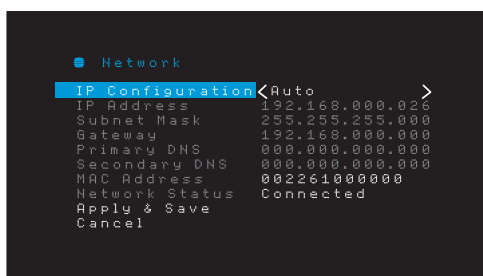 Network
IP Configuration <Auto >
IP Address 192.168.000.026
Subnet Mask 255.255.255.000
Gateway 192.168.000.000
Primary DNS 000.000.000.000
Secondary DNS 000.000.000.000
MAC Address 002261000000
Network Status Connected
Apply & Save
Cancel